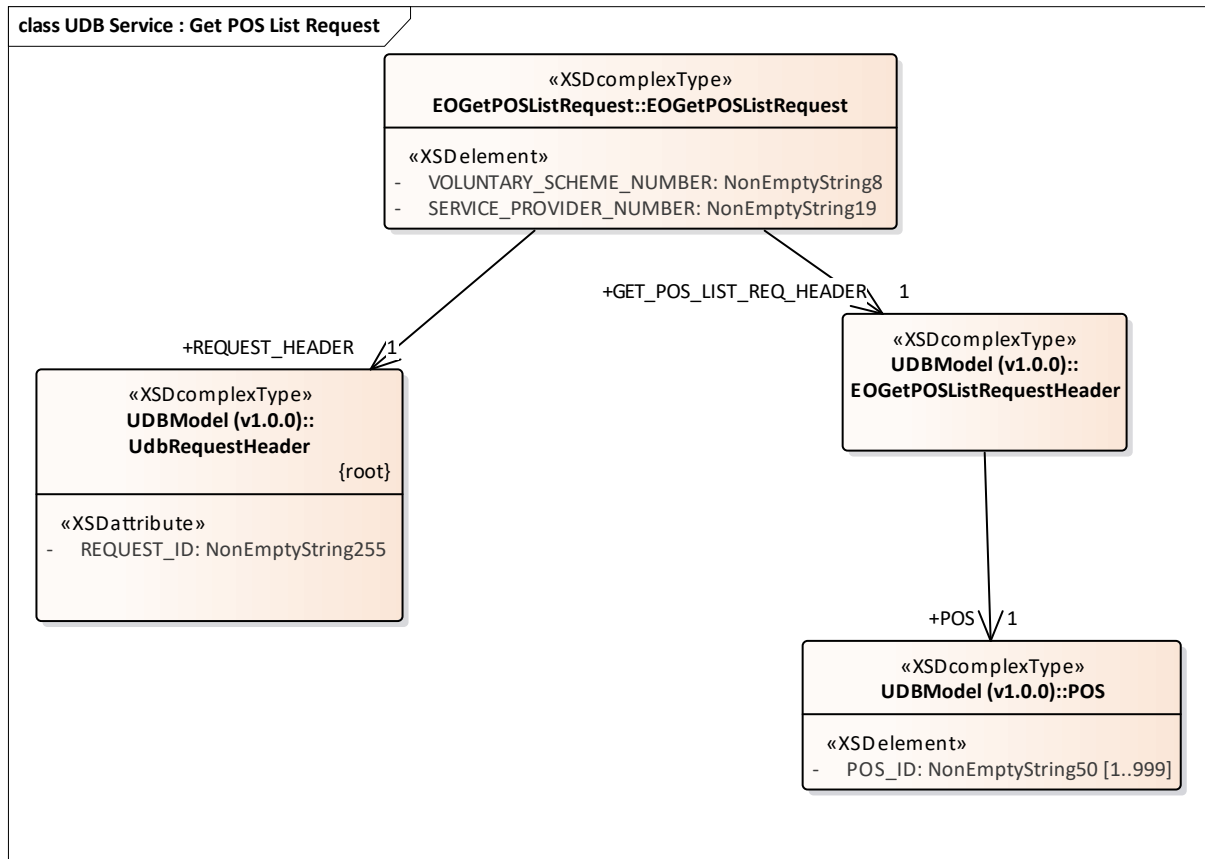 class UDB Service : Get POS List Request
«XSDcomplexType»
EOGetPOSListRequest::EOGetPOSListRequest
«XSDelement»
- VOLUNTARY_SCHEME_NUMBER: NonEmptyString8
- SERVICE_PROVIDER_NUMBER: NonEmptyString19
+GET_POS_LIST_REQ_HEADER 1
+REQUEST_HEADER 1
«XSDcomplexType»
UDBModel (v1.0.0)::
EOGetPOSListRequestHeader
«XSDcomplexType»
UDBModel (v1.0.0)::
UdbRequestHeader
{root}
«XSDattribute»
- REQUEST_ID: NonEmptyString255
+POS 1
«XSDcomplexType»
UDBModel (v1.0.0)::POS
«XSDelement»
- POS_ID: NonEmptyString50 [1..999]